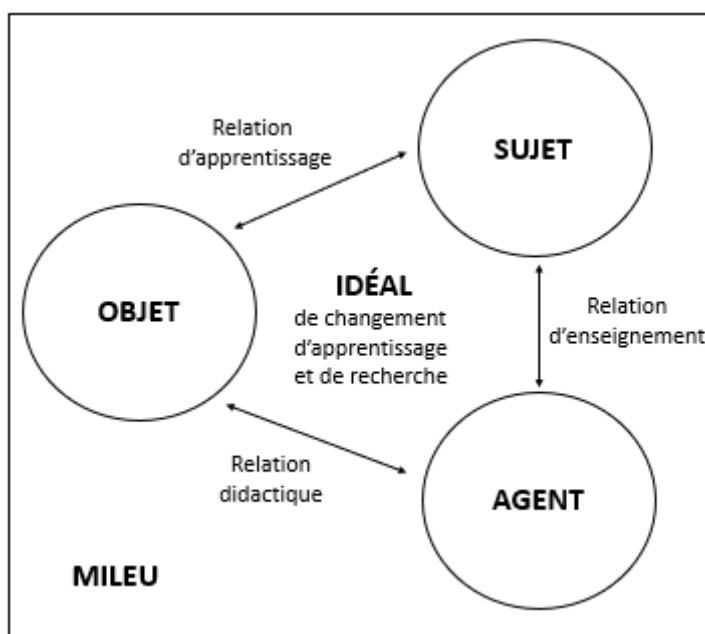 Relation
d'apprentissage
SUJET
OBJET
IDÉAL
de changement
d'apprentissage
et de recherche
Relation
d'enseignement
Relation
didactique
AGENT
MILEU